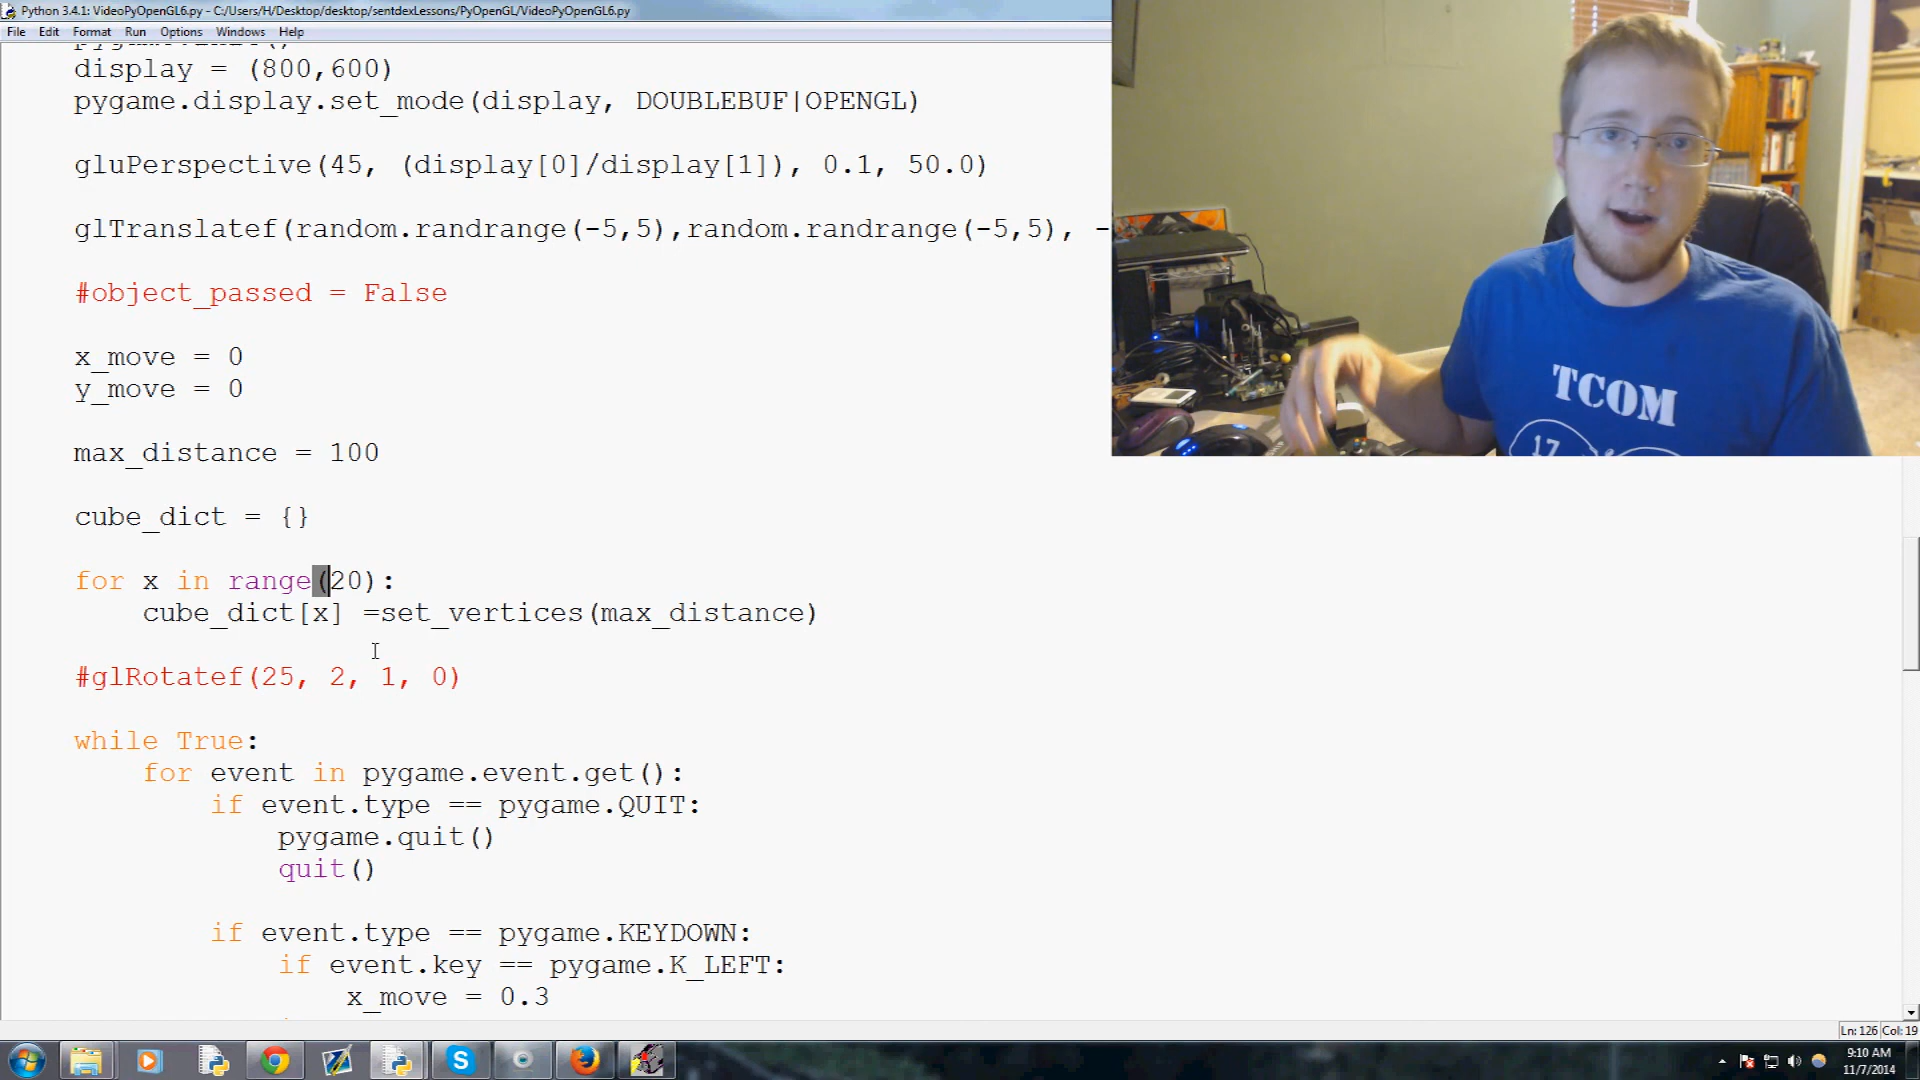 Python 3.4.1: VideoPyOpenGL6.py - C:/Users/H/Desktop/desktop/sentdexLessons/PyOpenGL/VideoPyOpenGL6.py
File Edit Format Run Options Windows Help
display = (800,600)
pygame.display.set_mode(display, DOUBLEBUF|OPENGL)
gluPerspective(45, (display[0]/display[1]), 0.1, 50.0)
glTranslatef(random.randrange(-5,5),random.randrange(-5,5), -
#object_passed = False
x_move = 0
y_move = 0
max_distance = 100
cube_dict = {}
for x in range(20):
cube_dict[x] =set_vertices(max_distance)
#glRotatef(25, 2, 1, 0)
while True:
for event in pygame.event.get():
if event.type == pygame.QUIT:
pygame.quit()
quit()
if event.type == pygame.KEYDOWN:
if event.key == pygame.K_LEFT:
x_move = 0.3
TCOM
17
Ln: 126 Col: 19
9:10 AM
11/7/2014